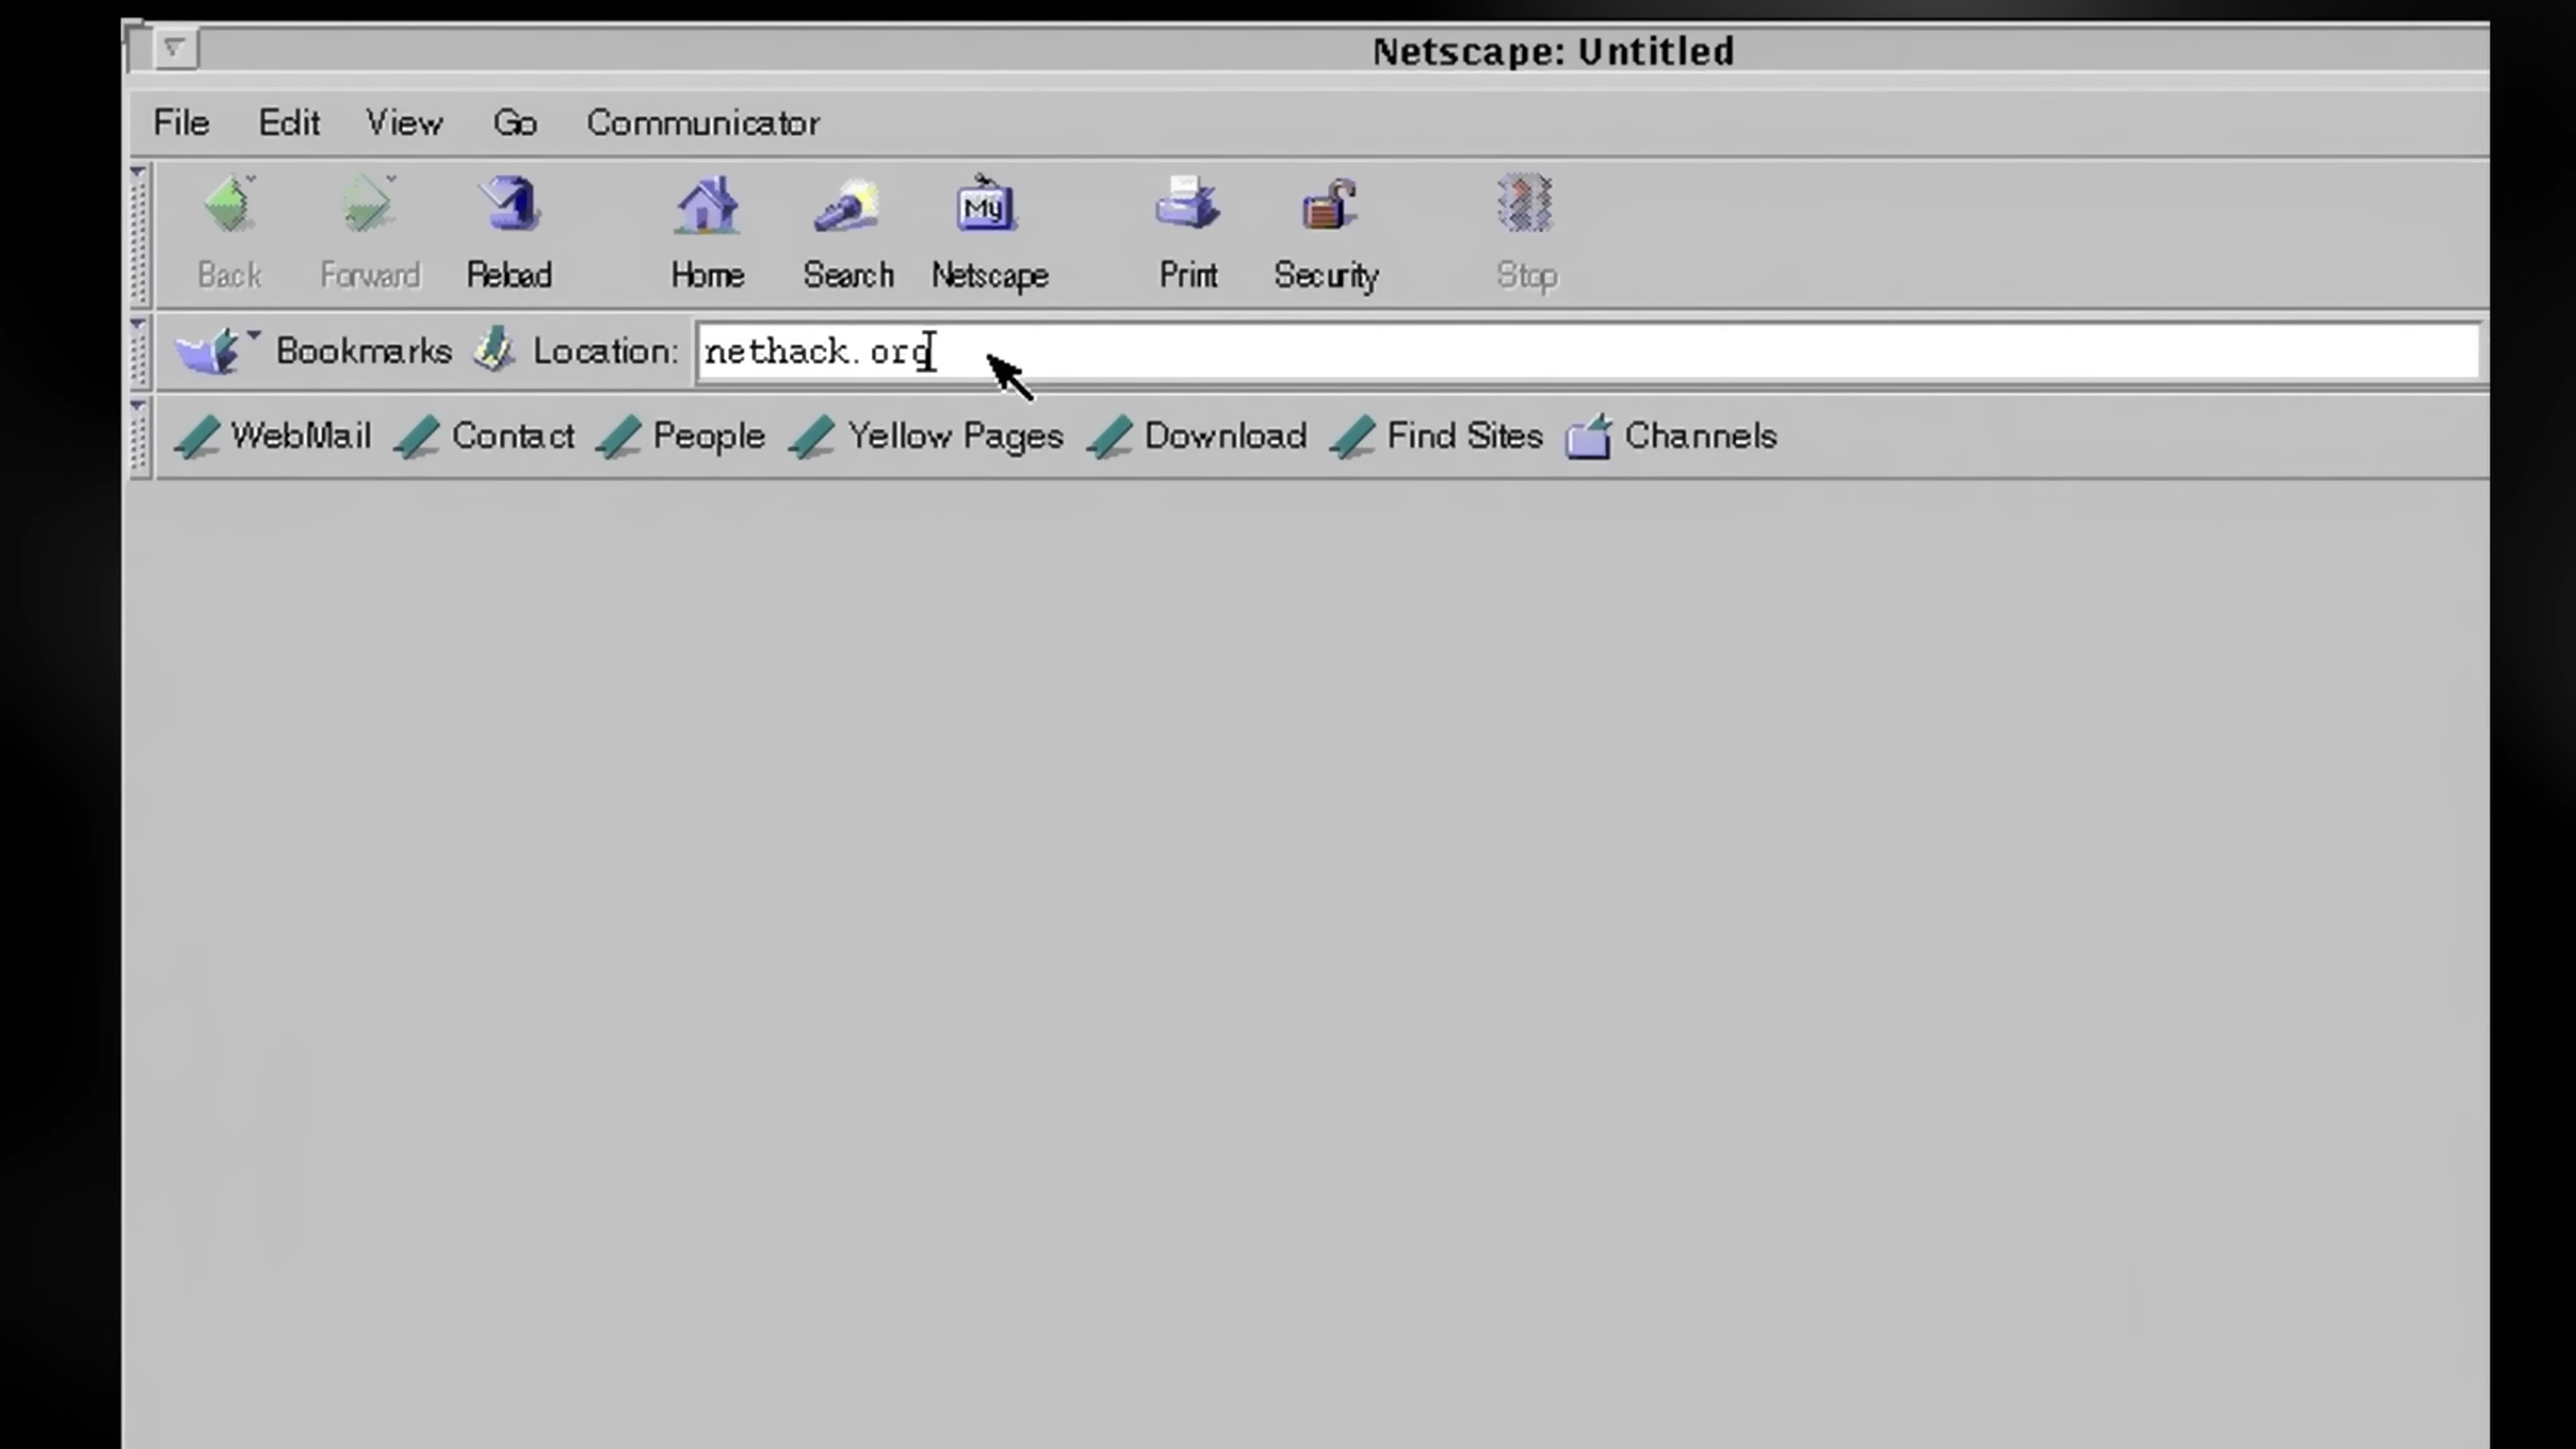 Netscape: Untitled
File Edit View Go Communicator
My
Back Forward Reload Home Search Netscape Print Security Stop
Bookmarks Location: nethack.org
WebMail Contact People Yellow Pages Download Find Sites Channels